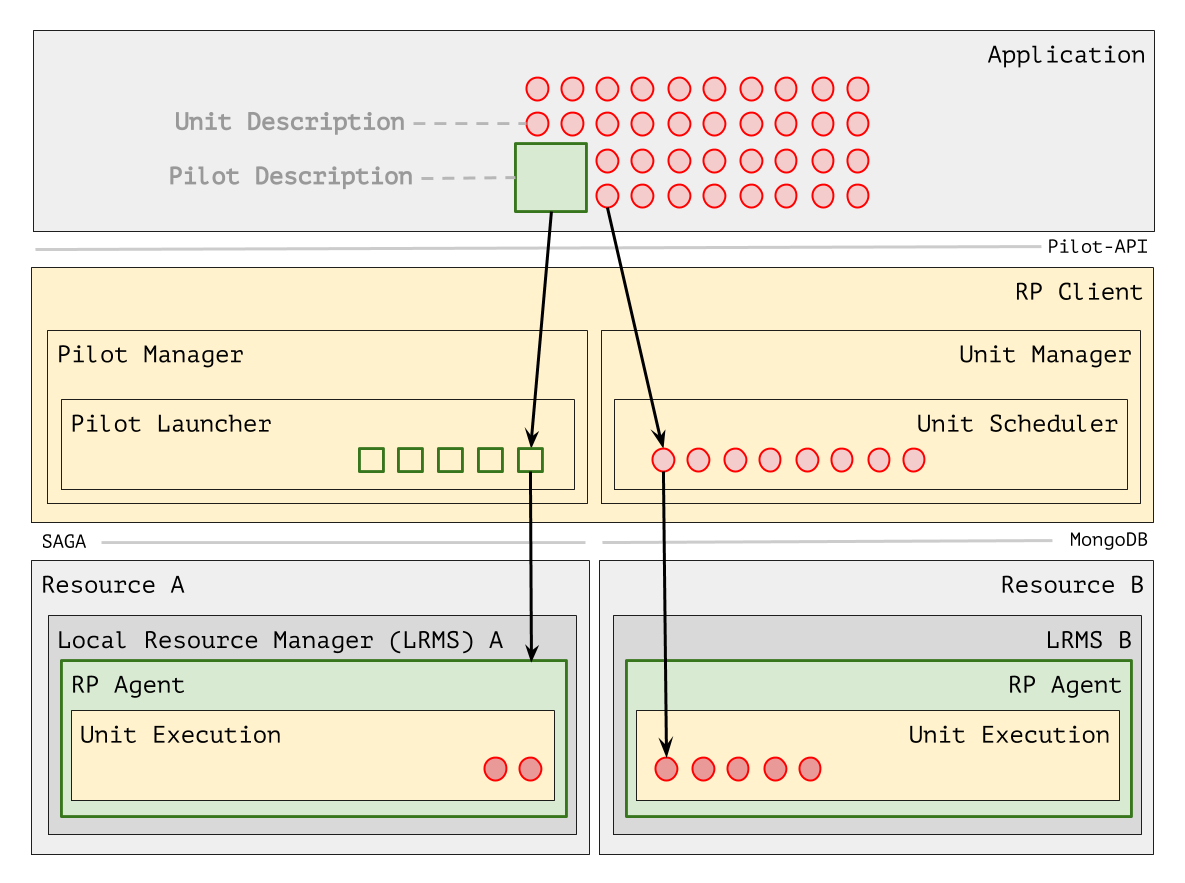 Application
Unit Description
Pilot Description
Pilot-API
RP Client
Pilot Manager
Unit Manager
Pilot Launcher
Unit Scheduler
SAGA
MongoDB
Resource A
Resource B
Local Resource Manager (LRMS) A
LRMS B
RP Agent
RP Agent
Unit Execution
Unit Execution